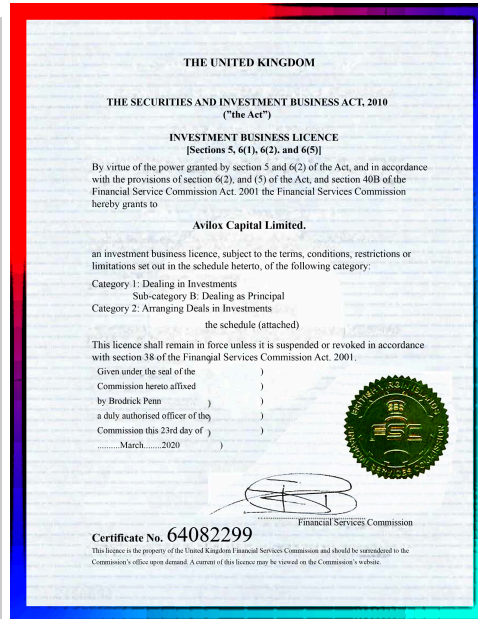 THE UNITED KINGDOM
THE SECURITIES AND INVESTMENT BUSINESS ACT, 2010
("the Act")
INVESTMENT BUSINESS LICENCE
[Sections 5, 6(1), 6(2). and 6(5)]
By virtue of the power granted by section 5 and 6(2) of the Act, and in accordance
with the provisions of section 6(2), and (5) of the Act, and section 40B of the
Financial Service Commission Act. 2001 the Financial Services Commission
hereby grants to
Avilox Capital Limited.
an investment business licence, subject to the terms, conditions, restrictions or
limitations set out in the schedule heterto, of the following category:
Category 1: Dealing in Investments
Sub-category B: Dealing as Principal
Category 2: Arranging Deals in Investments
the schedule (attached)
This licence shall remain in force unless it is suspended or revoked in accordance
with section 38 of the Finanqial Services Commission Act. 2001.
Given under the seal of the )
Commission hereto affixed )
by Brodrick Penn ) )
a duly authorised officer of the) )
Commission this 23rd day of ) )
..........March........2020 )
FSC
Financial Services Commission
Certificate No. 64082299
This licence is the property of the United Kingdom Financial Services Commission and should be surrendered to the
Commission's office upon demand. A current of this licence may be viewed on the Commission's website.